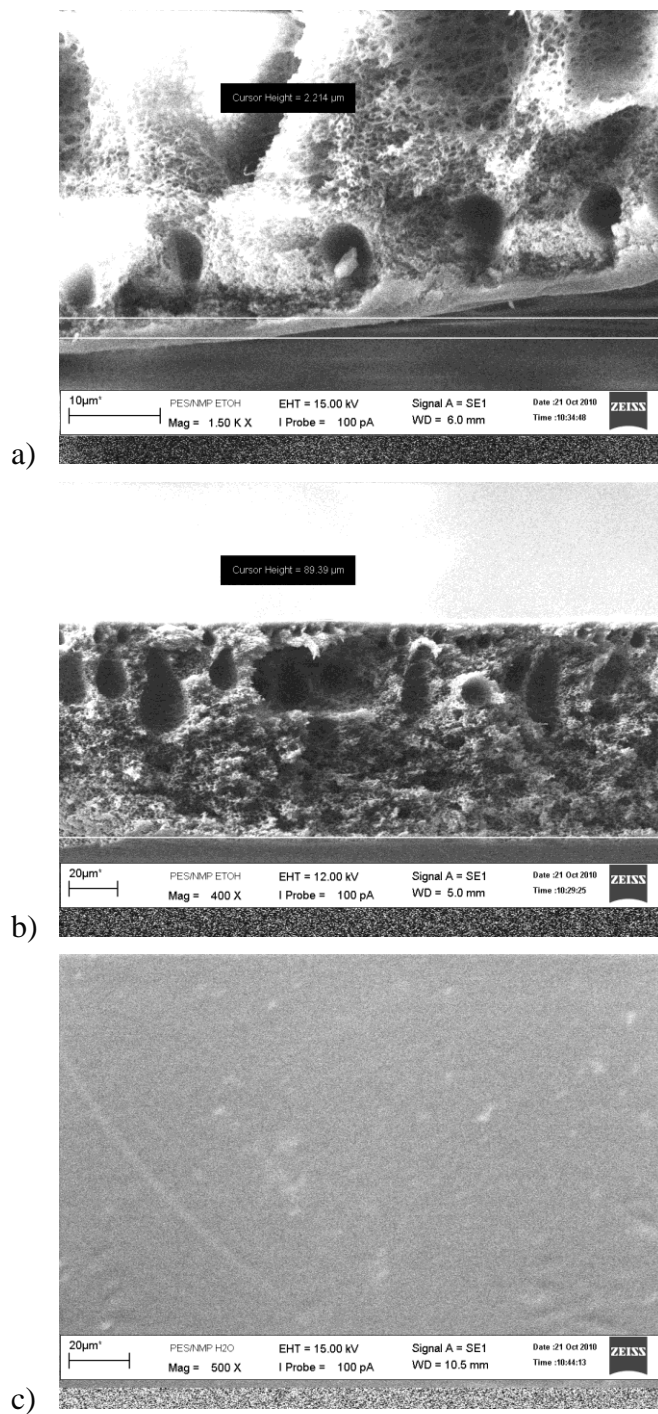 Cursor Height = 2.214 µm
10µm*
PES/NMP ETOH
EHT = 15.00 kV
Signal A = SE1
Date :21 Oct 2010
ZEISS
Mag = 1.50 K X
I Probe = 100 pA
WD = 6.0 mm
Time :10:34:48
a)
Cursor Height = 89.39 µm
20µm*
PES/NMP ETOH
EHT = 12.00 kV
Signal A = SE1
Date :21 Oct 2010
ZEISS
Mag = 400 X
I Probe = 100 pA
WD = 5.0 mm
Time :10:29:25
b)
20µm*
PES/NMP H2O
EHT = 15.00 kV
Signal A = SE1
Date :21 Oct 2010
ZEISS
Mag = 500 X
I Probe = 100 pA
WD = 10.5 mm
Time :10:44:13
c)